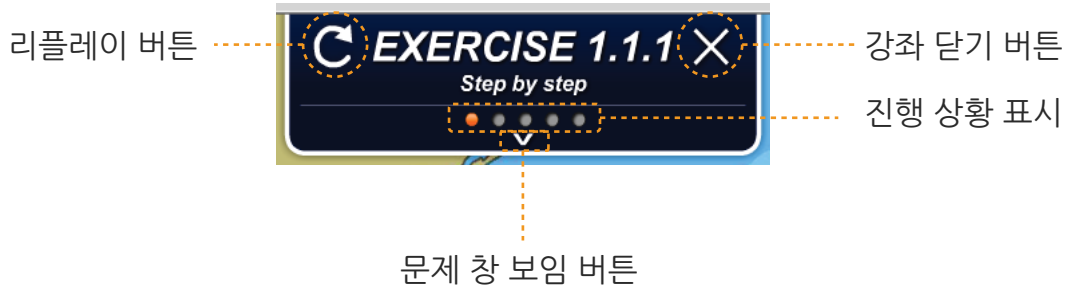 리플레이 버튼
EXERCISE 1.1.1
강좌 닫기 버튼
Step by step
진행 상황 표시
문제 창 보임 버튼